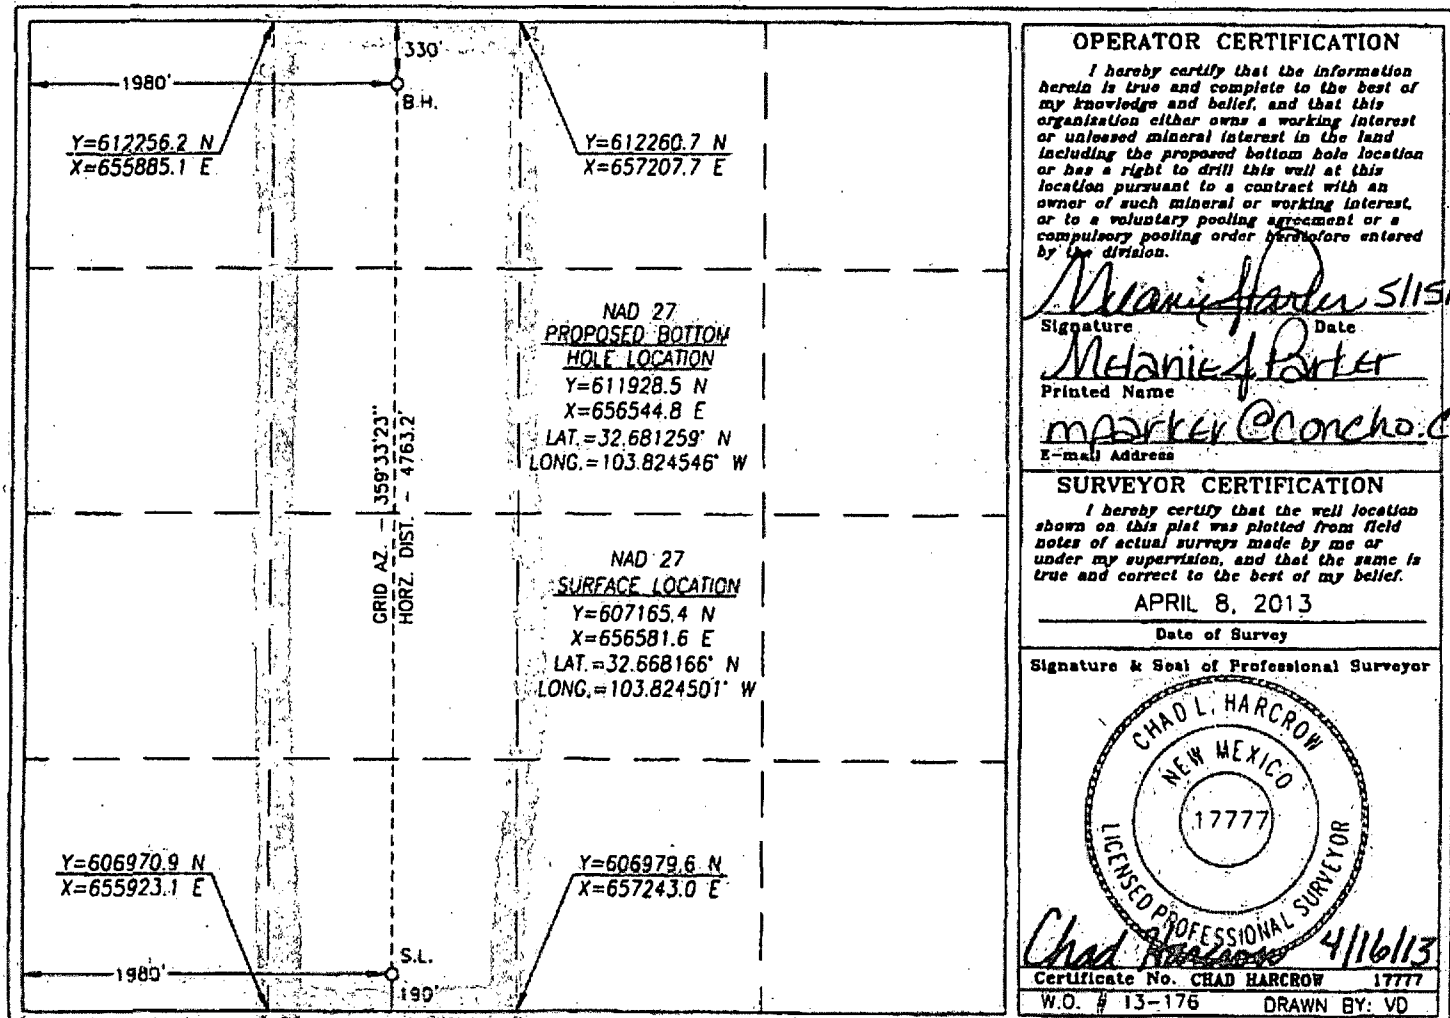 330'
1980'
B.H.
Y=612256.2 N
X=655885.1 E
Y=612260.7 N
X=657207.7 E
NAD 27
PROPOSED BOTTOM
HOLE LOCATION
Y=611928.5 N
X=656544.8 E
LAT.=32.681259° N
LONG.=103.824546° W
GRID AZ. - 359°33'23"
HORZ. DIST. - 4763.2'
NAD 27
SURFACE LOCATION
Y=607165.4 N
X=656581.6 E
LAT.=32.668166° N
LONG.=103.824501° W
Y=606970.9 N
X=655923.1 E
Y=606979.6 N
X=657243.0 E
S.L.
1980'
190'
OPERATOR CERTIFICATION
I hereby certify that the information
herein is true and complete to the best of
my knowledge and belief, and that this
organization either owns a working interest
or unleased mineral interest in the land
including the proposed bottom hole location
or has a right to drill this well at this
location pursuant to a contract with an
owner of such mineral or working interest,
or to a voluntary pooling agreement or a
compulsory pooling order heretofore entered
by the division.
Melanie J Parker 5/15/
Signature Date
Melanie J Parker
Printed Name
mparker@concho.c
E-mail Address
SURVEYOR CERTIFICATION
I hereby certify that the well location
shown on this plat was plotted from field
notes of actual surveys made by me or
under my supervision, and that the same is
true and correct to the best of my belief.
APRIL 8, 2013
Date of Survey
Signature & Seal of Professional Surveyor
CHAD L. HARCROW
NEW MEXICO
17777
LICENSED PROFESSIONAL SURVEYOR
Chad Harcrow 4/16/13
Certificate No. CHAD HARCROW 17777
W.O. # 13-176 DRAWN BY: VD